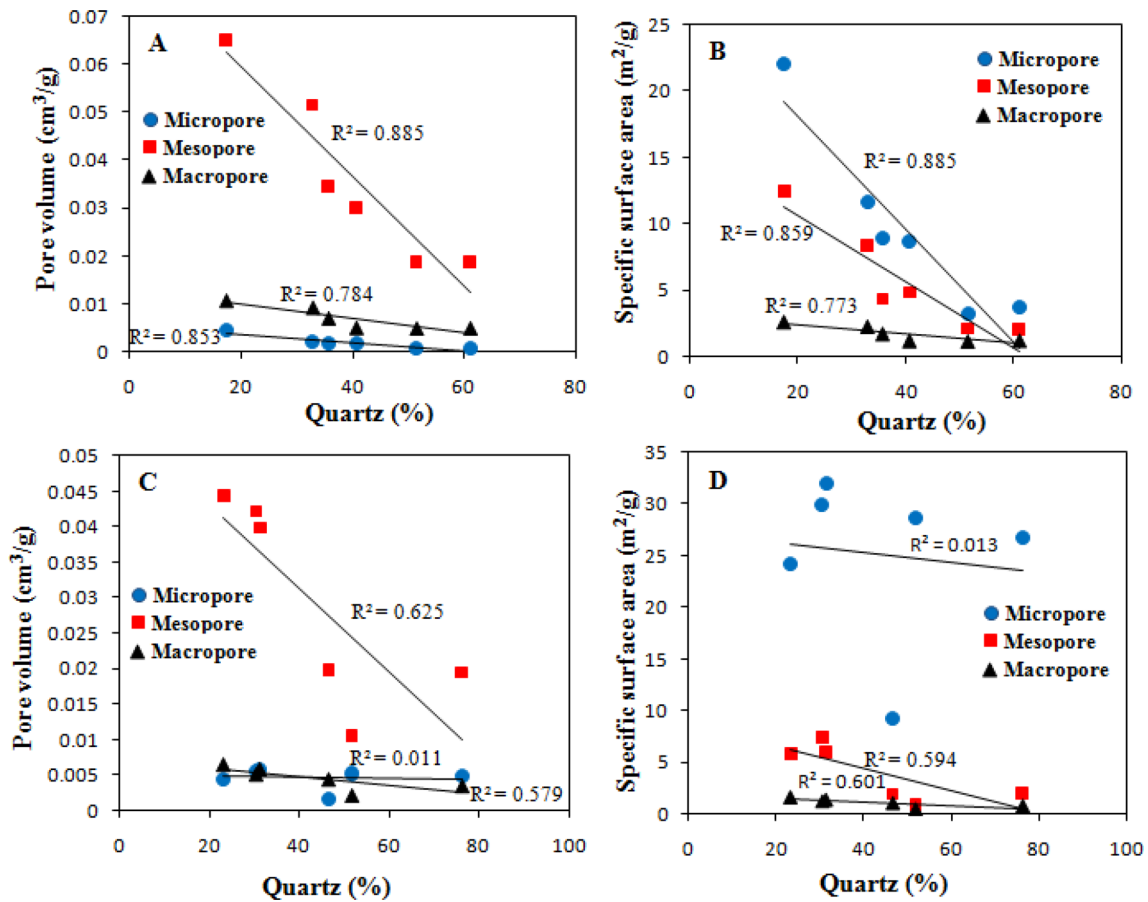 A
Pore volume (cm³/g)
0.07
0.06
0.05
0.04
0.03
0.02
0.01
0
Micropore
Mesopore
Macropore
R² = 0.885
R² = 0.784
R² = 0.853
0 20 40 60 80
Quartz (%)
B
Specific surface area (m²/g)
25
20
15
10
5
0
Micropore
Mesopore
Macropore
R² = 0.885
R² = 0.859
R² = 0.773
0 20 40 60 80
Quartz (%)
C
Pore volume (cm³/g)
0.05
0.045
0.04
0.035
0.03
0.025
0.02
0.015
0.01
0.005
0
Micropore
Mesopore
Macropore
R² = 0.625
R² = 0.011
R² = 0.579
0 20 40 60 80 100
Quartz (%)
D
Specific surface area (m²/g)
35
30
25
20
15
10
5
0
R² = 0.013
Micropore
Mesopore
Macropore
R² = 0.594
R² = 0.601
0 20 40 60 80 100
Quartz (%)